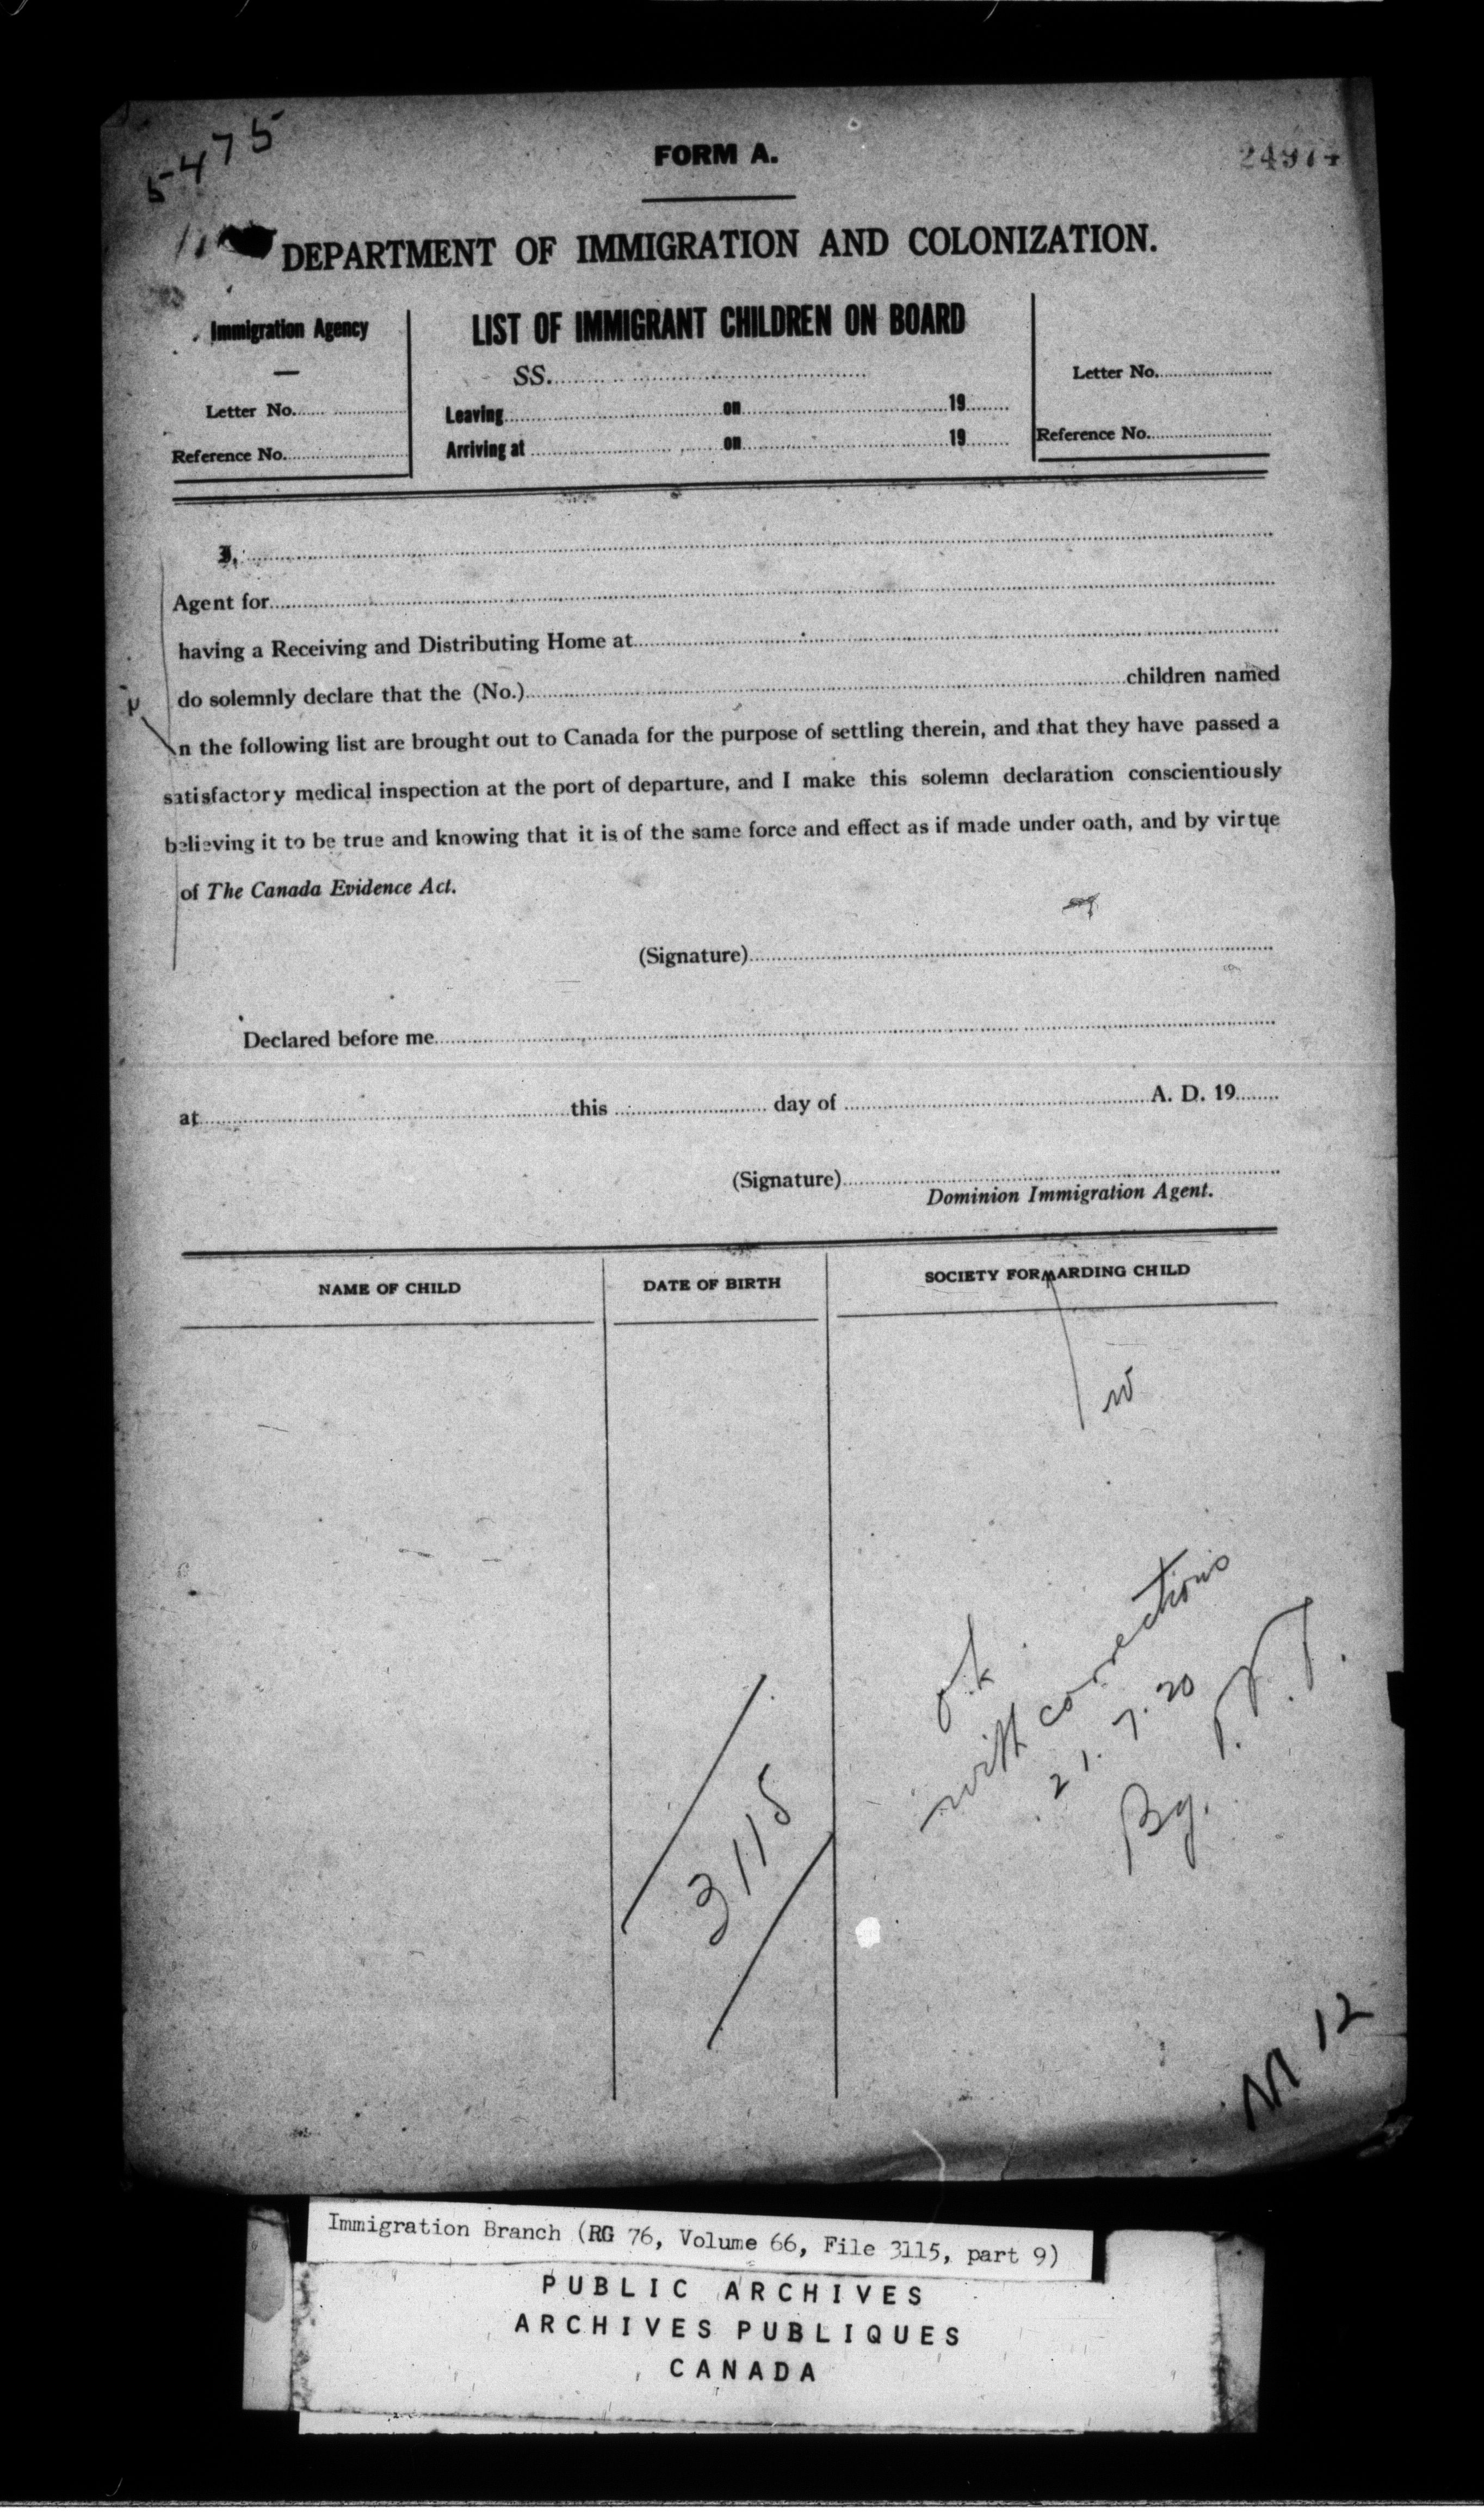 5475
FORM A.
DEPARTMENT OF IMMIGRATION AND COLONIZATION.
Immigration Agency
Letter No.
Reference No.
LIST OF IMMIGRANT CHILDREN ON BOARD
SS.
Leaving on 19
Arriving at on 19
Letter No.
Reference No.
I,
Agent for
having a Receiving and Distributing Home at
do solemnly declare that the (No.) children named
n the following list are brought out to Canada for the purpose of settling therein, and that they have passed a
satisfactory medical inspection at the port of departure, and I make this solemn declaration conscientiously
believing it to be true and knowing that it is of the same force and effect as if made under oath, and by virtue
of The Canada Evidence Act.
(Signature)
Declared before me
at this day of A. D. 19
(Signature)
Dominion Immigration Agent.
NAME OF CHILD
DATE OF BIRTH
SOCIETY FORWARDING CHILD
w
ok
with corrections
21.7.20
3115
M 12
Immigration Branch (RG 76, Volume 66, File 3115, part 9)
PUBLIC ARCHIVES
ARCHIVES PUBLIQUES
CANADA